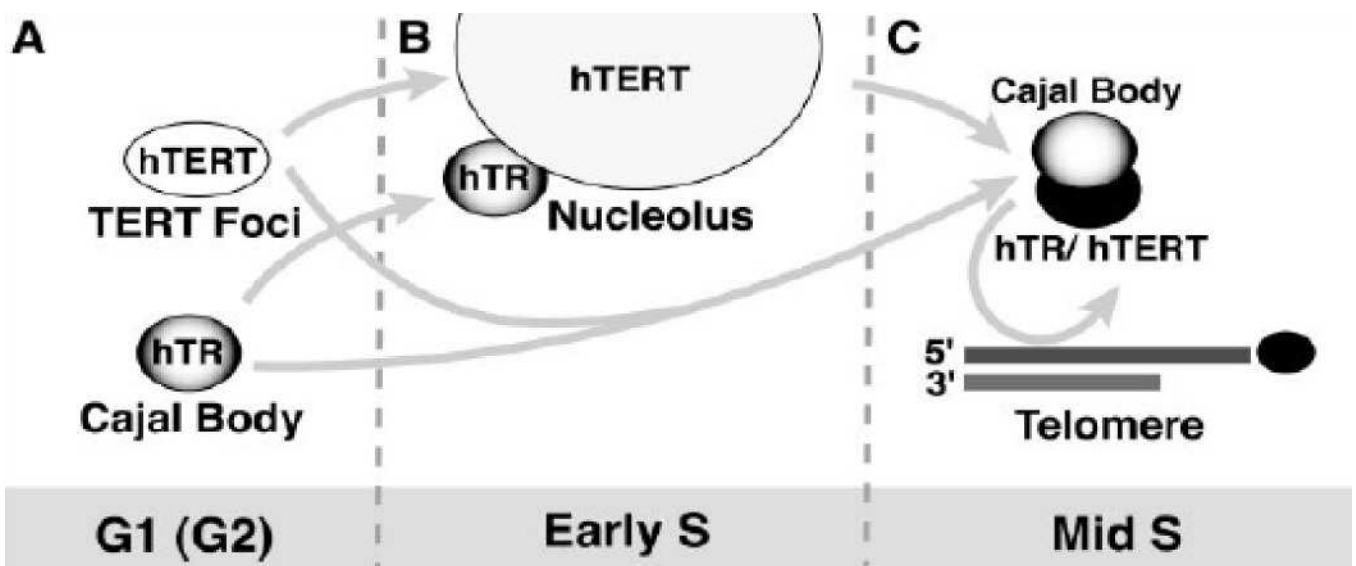 A
hTERT
TERT Foci
hTR
Cajal Body
G1 (G2)
B
hTERT
hTR
Nucleolus
Early S
C
Cajal Body
hTR/ hTERT
5'
3'
Telomere
Mid S